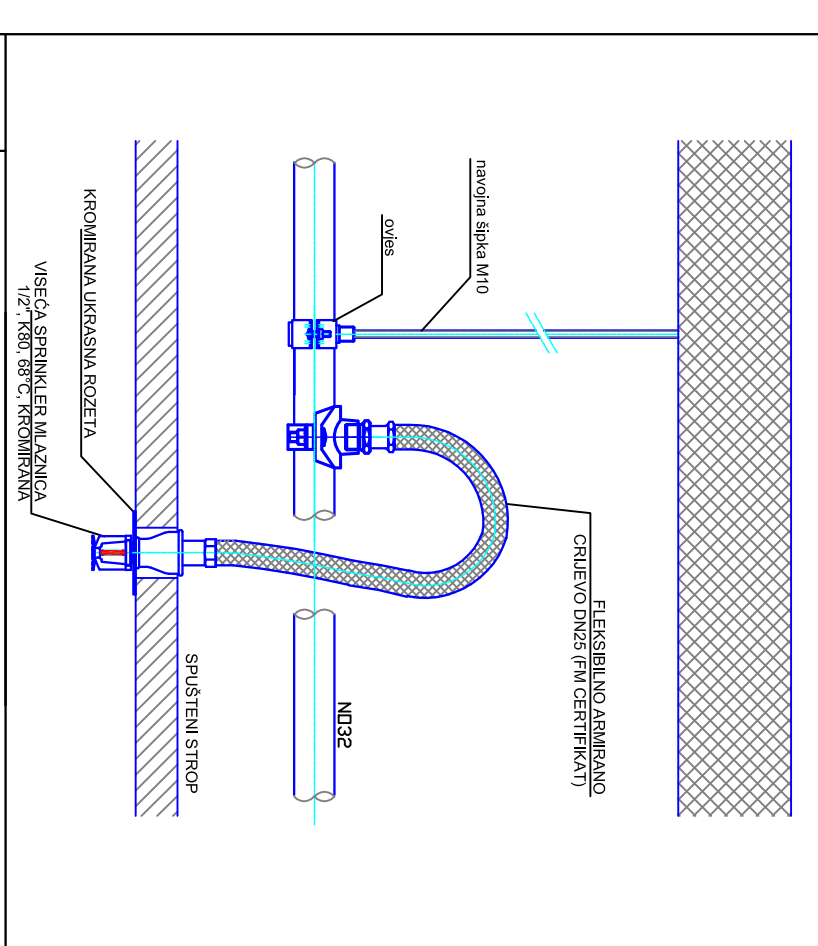 navojna šipka M10
ovjes
FLEKSIBILNO ARMIRANO
CRIJEVO DN25 (FM CERTIFIKAT)
NO32
KROMIRANA UKRASNA ROZETA
SPUŠTENI STROP
VISEĆA SPRINKLER MLAZNICA
1/2", K80, 68°C, KROMIRANA